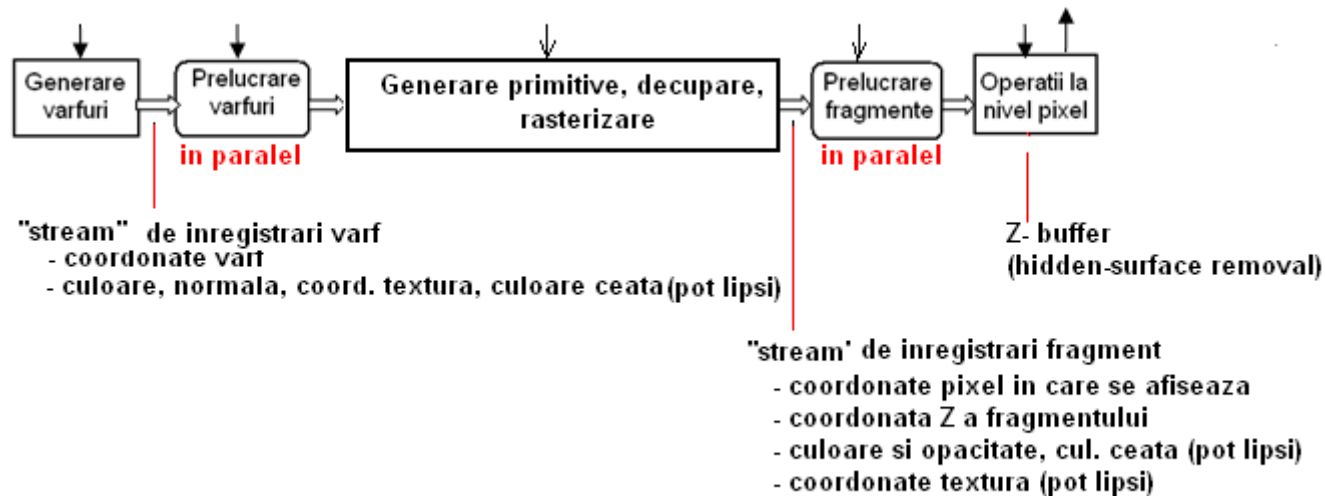 Generare
varfuri
Prelucrare
varfuri
in paralel
Generare primitive, decupare,
rasterizare
Prelucrare
fragmente
in paralel
Operatii la
nivel pixel
"stream" de inregistrari varf
- coordonate varf
- culoare, normala, coord. textura, culoare ceata (pot lipsi)
Z- buffer
(hidden-surface removal)
"stream' de inregistrari fragment
- coordonate pixel in care se afiseaza
- coordonata Z a fragmentului
- culoare si opacitate, cul. ceata (pot lipsi)
- coordonate textura (pot lipsi)